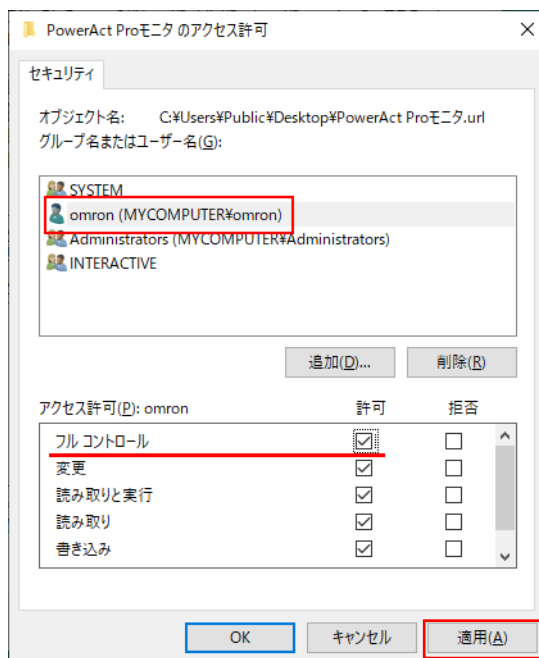 PowerAct Proモニタ のアクセス許可
セキュリティ
オブジェクト名: C:¥Users¥Public¥Desktop¥PowerAct Proモニタ.url
グループ名またはユーザー名(G):
SYSTEM
omron (MYCOMPUTER¥omron)
Administrators (MYCOMPUTER¥Administrators)
INTERACTIVE
追加(D)... 削除(R)
アクセス許可(P): omron 許可 拒否
フル コントロール
変更
読み取りと実行
読み取り
書き込み
OK キャンセル 適用(A)